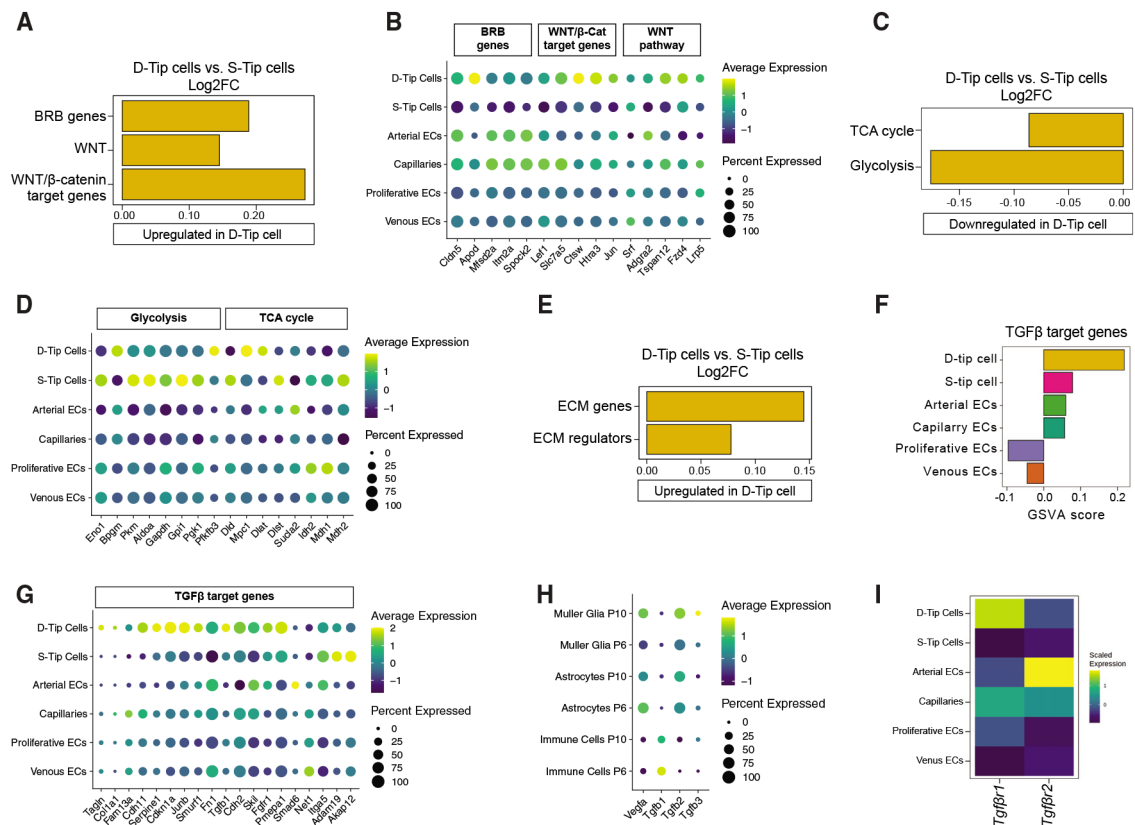 A
D-Tip cells vs. S-Tip cells
Log2FC
BRB genes
WNT
WNT/β-catenin
target genes
0.00
0.10
0.20
Upregulated in D-Tip cell
B
BRB
genes
WNT/β-Cat
target genes
WNT
pathway
D-Tip Cells
S-Tip Cells
Arterial ECs
Capillaries
Proliferative ECs
Venous ECs
Cldn5
Apod
Mfsd2a
Itm2a
Spock2
Lef1
Slc7a5
Ctsw
Htra3
Jun
Srf
Adgra2
Tspan12
Fzd4
Lrp5
Average Expression
1
0
-1
Percent Expressed
0
25
50
75
100
C
D-Tip cells vs. S-Tip cells
Log2FC
TCA cycle
Glycolysis
-0.15
-0.10
-0.05
0.00
Downregulated in D-Tip cell
D
Glycolysis
TCA cycle
D-Tip Cells
S-Tip Cells
Arterial ECs
Capillaries
Proliferative ECs
Venous ECs
Eno1
Bpgm
Pkm
Aldoa
Gapdh
Gpi1
Pgk1
Pfkfb3
Dld
Mpc1
Dlat
Dlst
Sucla2
Idh2
Mdh1
Mdh2
Average Expression
1
0
-1
Percent Expressed
0
25
50
75
100
E
D-Tip cells vs. S-Tip cells
Log2FC
ECM genes
ECM regulators
0.00
0.05
0.10
0.15
Upregulated in D-Tip cell
F
TGFβ target genes
D-tip cell
S-tip cell
Arterial ECs
Capilarry ECs
Proliferative ECs
Venous ECs
-0.1
0.0
0.1
0.2
GSVA score
G
TGFβ target genes
D-Tip Cells
S-Tip Cells
Arterial ECs
Capillaries
Proliferative ECs
Venous ECs
Tagln
Col1a1
Fam13a
Cdh11
Serpine1
Cdkn1a
Junb
Smurf1
Fn1
Tgfb1
Cdh2
Skil
Fgfr1
Pmepa1
Smad6
Net1
Itga5
Adam19
Akap12
Average Expression
2
1
0
-1
Percent Expressed
0
25
50
75
100
H
Muller Glia P10
Muller Glia P6
Astrocytes P10
Astrocytes P6
Immune Cells P10
Immune Cells P6
Vegfa
Tgfb1
Tgfb2
Tgfb3
Average Expression
1
0
-1
Percent Expressed
0
25
50
75
100
I
D-Tip Cells
S-Tip Cells
Arterial ECs
Capillaries
Proliferative ECs
Venus ECs
Tgfβr1
Tgfβr2
Scaled
Expression
1
0